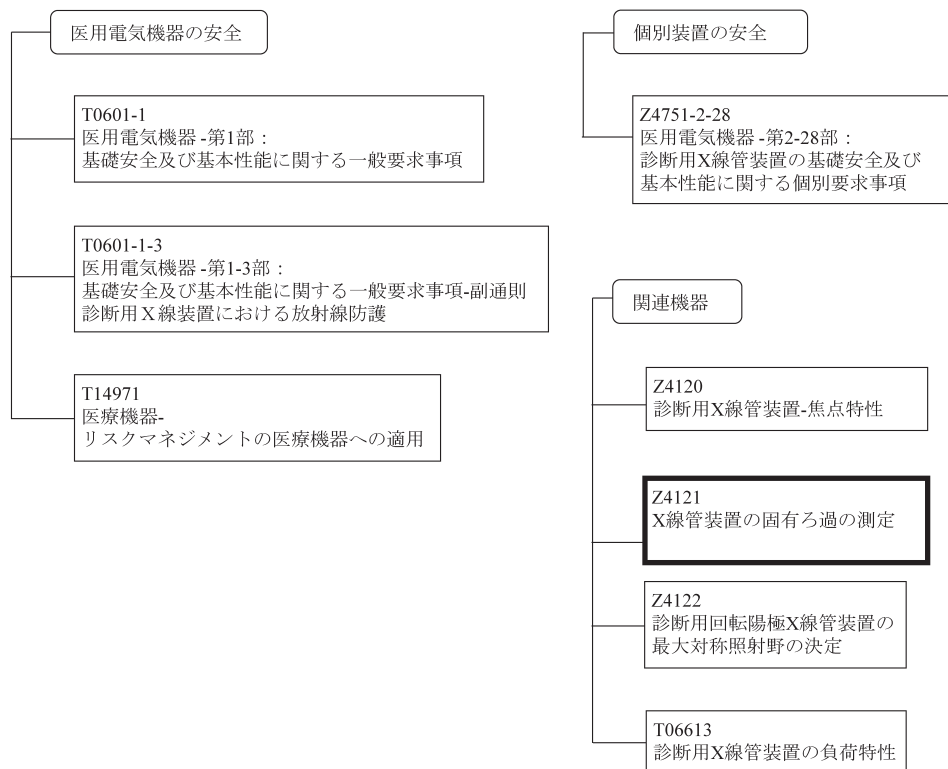 医用電気機器の安全
T0601-1
医用電気機器-第1部：
基礎安全及び基本性能に関する一般要求事項
T0601-1-3
医用電気機器-第1-3部：
基礎安全及び基本性能に関する一般要求事項-副通則
診断用Ｘ線装置における放射線防護
T14971
医療機器-
リスクマネジメントの医療機器への適用
個別装置の安全
Z4751-2-28
医用電気機器-第2-28部：
診断用X線管装置の基礎安全及び
基本性能に関する個別要求事項
関連機器
Z4120
診断用X線管装置-焦点特性
Z4121
X線管装置の固有ろ過の測定
Z4122
診断用回転陽極X線管装置の
最大対称照射野の決定
T06613
診断用X線管装置の負荷特性